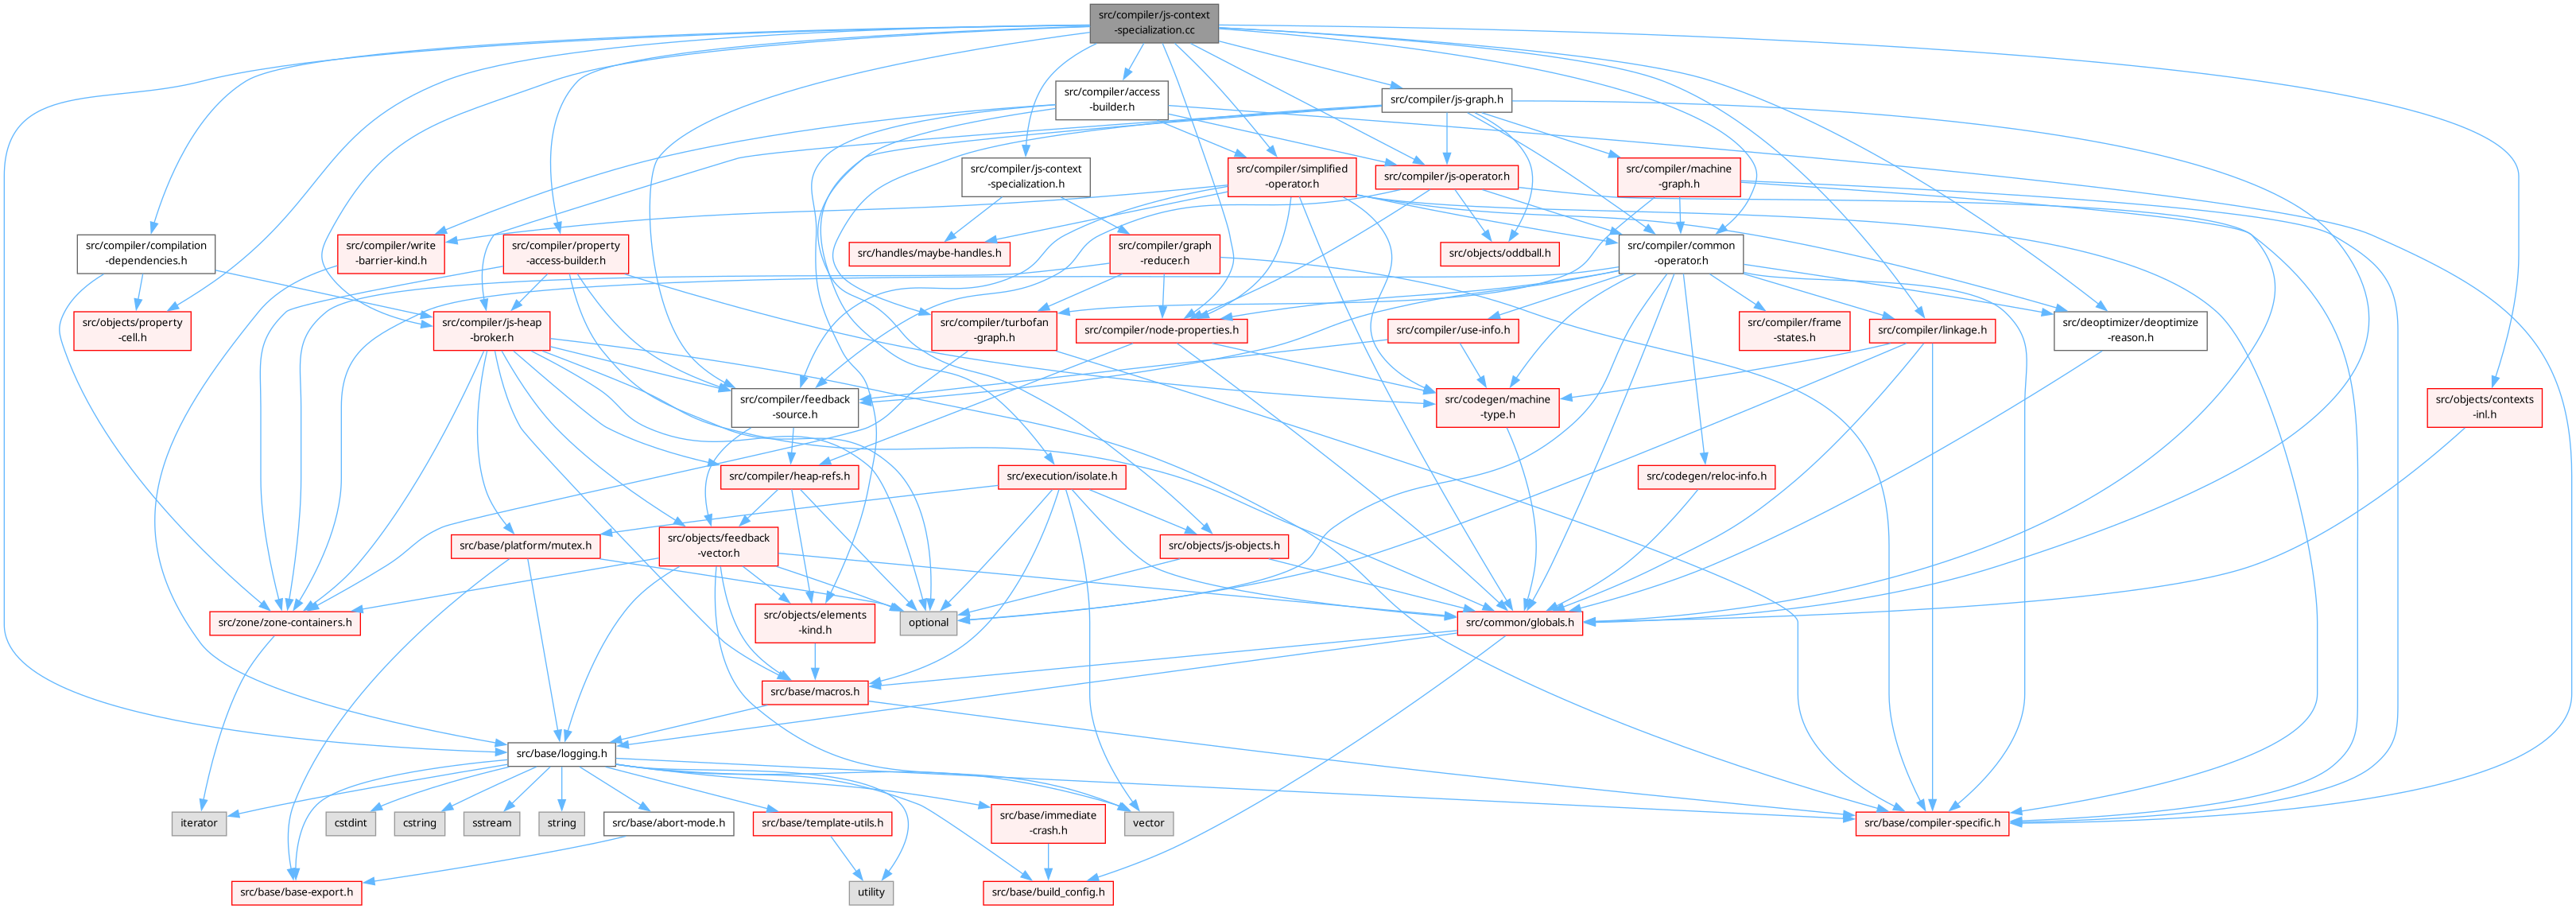 src/compiler/js-context
-specialization.cc
src/compiler/access
-builder.h
src/compiler/js-graph.h
src/compiler/js-context
-specialization.h
src/compiler/simplified
-operator.h
src/compiler/js-operator.h
src/compiler/machine
-graph.h
src/compiler/compilation
-dependencies.h
src/compiler/write
-barrier-kind.h
src/compiler/property
-access-builder.h
src/handles/maybe-handles.h
src/compiler/graph
-reducer.h
src/objects/oddball.h
src/compiler/common
-operator.h
src/objects/property
-cell.h
src/compiler/js-heap
-broker.h
src/compiler/turbofan
-graph.h
src/compiler/node-properties.h
src/compiler/use-info.h
src/compiler/frame
-states.h
src/compiler/linkage.h
src/deoptimizer/deoptimize
-reason.h
src/compiler/feedback
-source.h
src/codegen/machine
-type.h
src/objects/contexts
-inl.h
src/compiler/heap-refs.h
src/execution/isolate.h
src/codegen/reloc-info.h
src/base/platform/mutex.h
src/objects/feedback
-vector.h
src/objects/js-objects.h
src/zone/zone-containers.h
src/objects/elements
-kind.h
optional
src/common/globals.h
src/base/macros.h
src/base/logging.h
iterator
cstdint
cstring
sstream
string
src/base/abort-mode.h
src/base/template-utils.h
src/base/immediate
-crash.h
vector
src/base/compiler-specific.h
src/base/base-export.h
utility
src/base/build_config.h